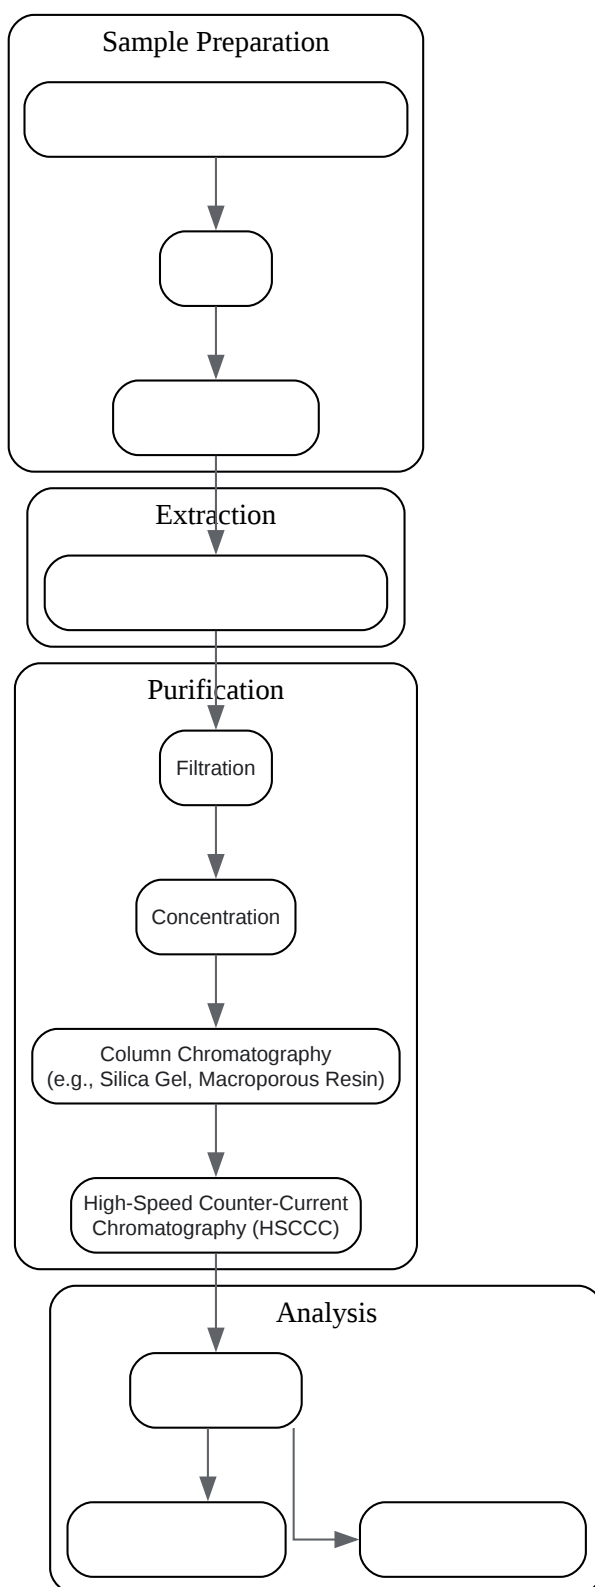 Sample Preparation
Extraction
Purification
Filtration
Concentration
Column Chromatography
(e.g., Silica Gel, Macroporous Resin)
High-Speed Counter-Current
Chromatography (HSCCC)
Analysis